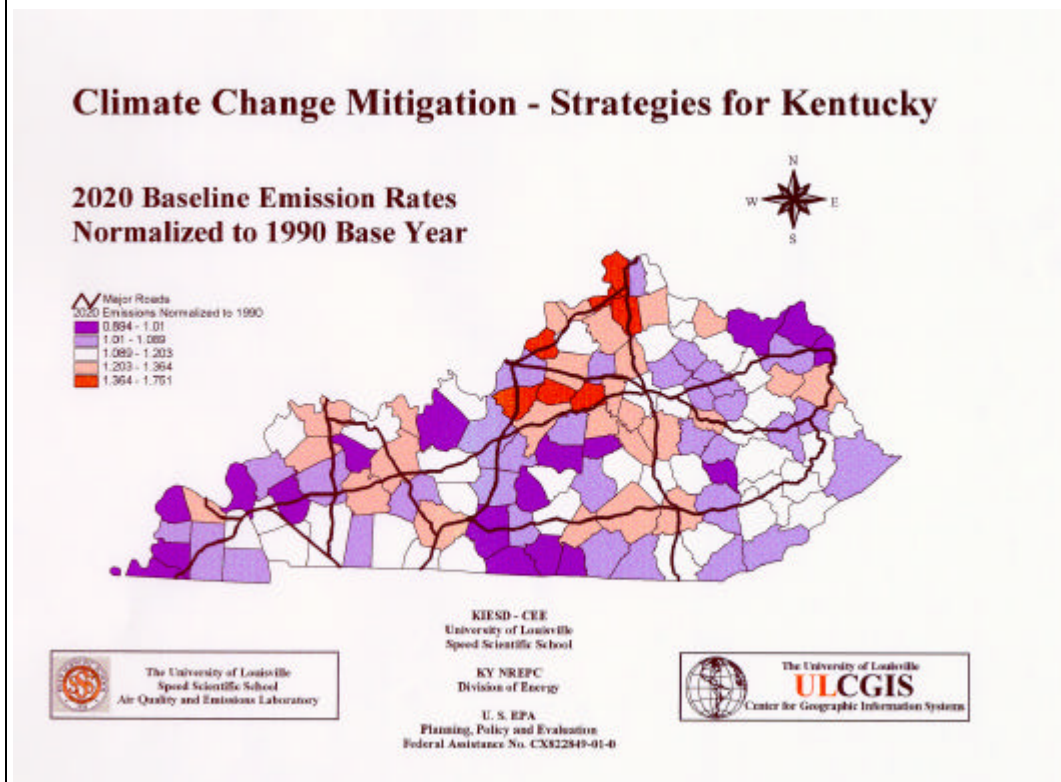 Climate Change Mitigation - Strategies for Kentucky
2020 Baseline Emission Rates
Normalized to 1990 Base Year
N
W E
S
Major Roads
2020 Emissions Normalized to 1990
0.894 - 1.01
1.01 - 1.089
1.089 - 1.203
1.203 - 1.364
1.364 - 1.751
KIESD - CEE
University of Louisville
Speed Scientific School
KY NREPC
Division of Energy
U. S. EPA
Planning, Policy and Evaluation
Federal Assistance No. CX822849-01-0
The University of Louisville
Speed Scientific School
Air Quality and Emissions Laboratory
The University of Louisville
ULCGIS
Center for Geographic Information Systems